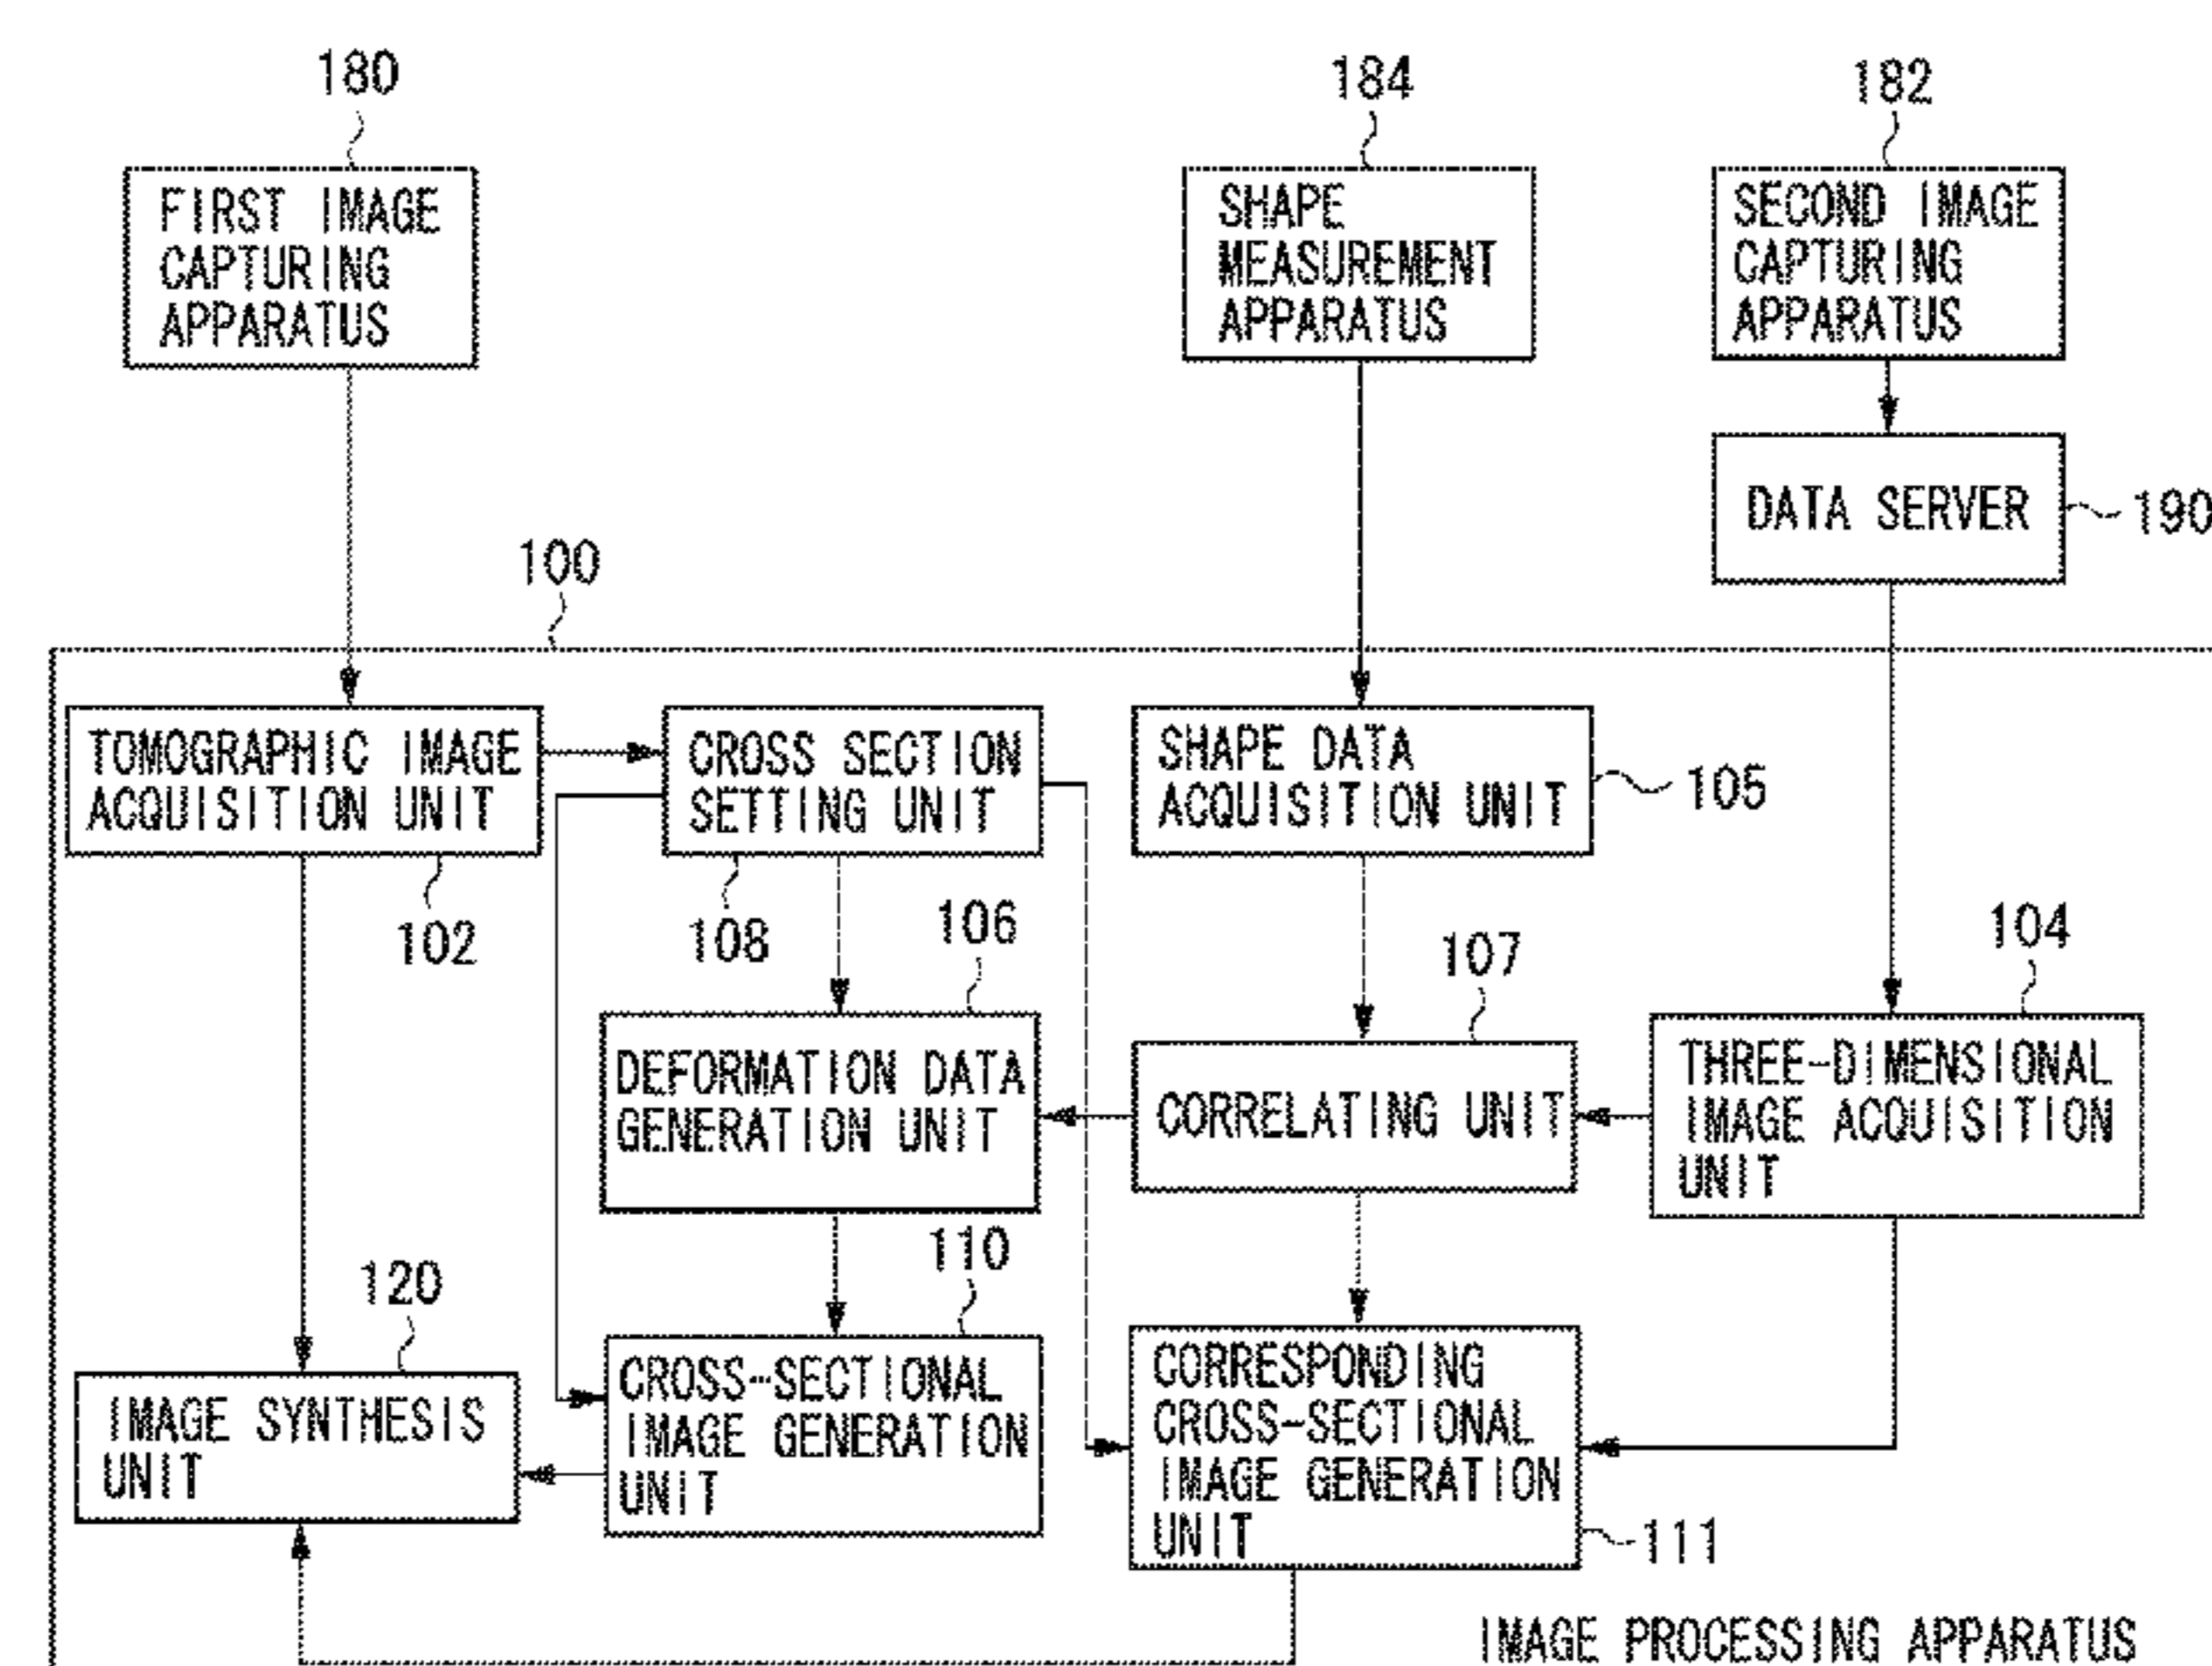 180
184
182
FIRST IMAGE
CAPTURING
APPARATUS
SHAPE
MEASUREMENT
APPARATUS
SECOND IMAGE
CAPTURING
APPARATUS
DATA SERVER
190
100
TOMOGRAPHIC IMAGE
ACQUISITION UNIT
CROSS SECTION
SETTING UNIT
SHAPE DATA
ACQUISITION UNIT
105
102
108
106
107
104
DEFORMATION DATA
GENERATION UNIT
CORRELATING UNIT
THREE-DIMENSIONAL
IMAGE ACQUISITION
UNIT
120
110
IMAGE SYNTHESIS
UNIT
CROSS-SECTIONAL
IMAGE GENERATION
UNIT
CORRESPONDING
CROSS-SECTIONAL
IMAGE GENERATION
UNIT
111
IMAGE PROCESSING APPARATUS